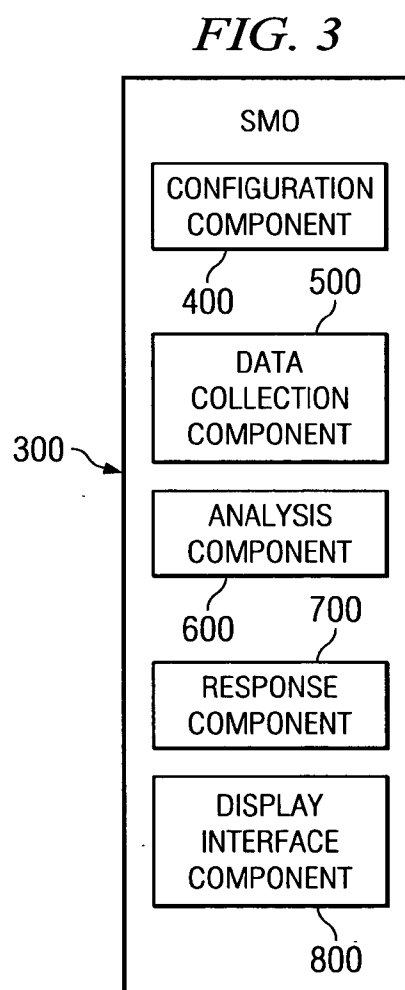 FIG. 3
SMO
CONFIGURATION
COMPONENT
400
500
DATA
COLLECTION
COMPONENT
300
ANALYSIS
COMPONENT
600
700
RESPONSE
COMPONENT
DISPLAY
INTERFACE
COMPONENT
800